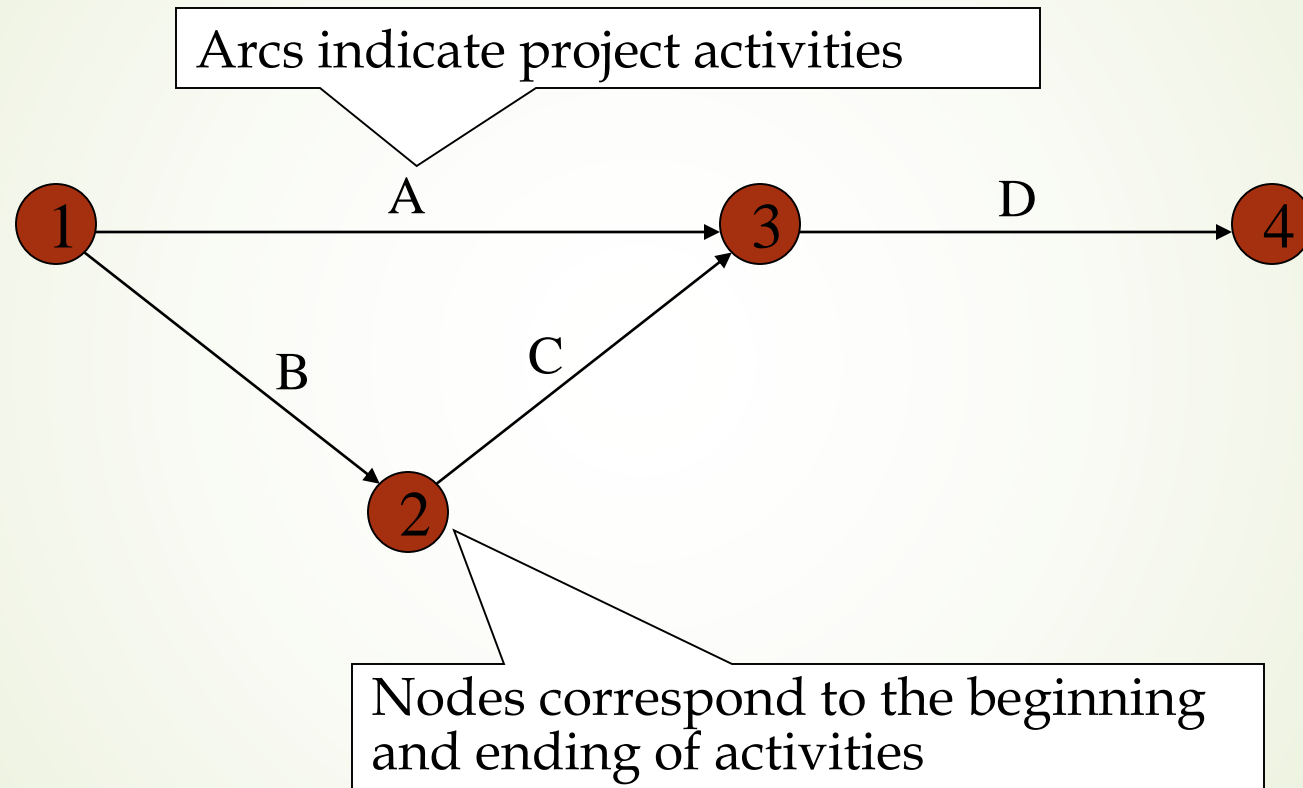 Arcs indicate project activities
A
D
1
3
4
B
C
2
Nodes correspond to the beginning
and ending of activities